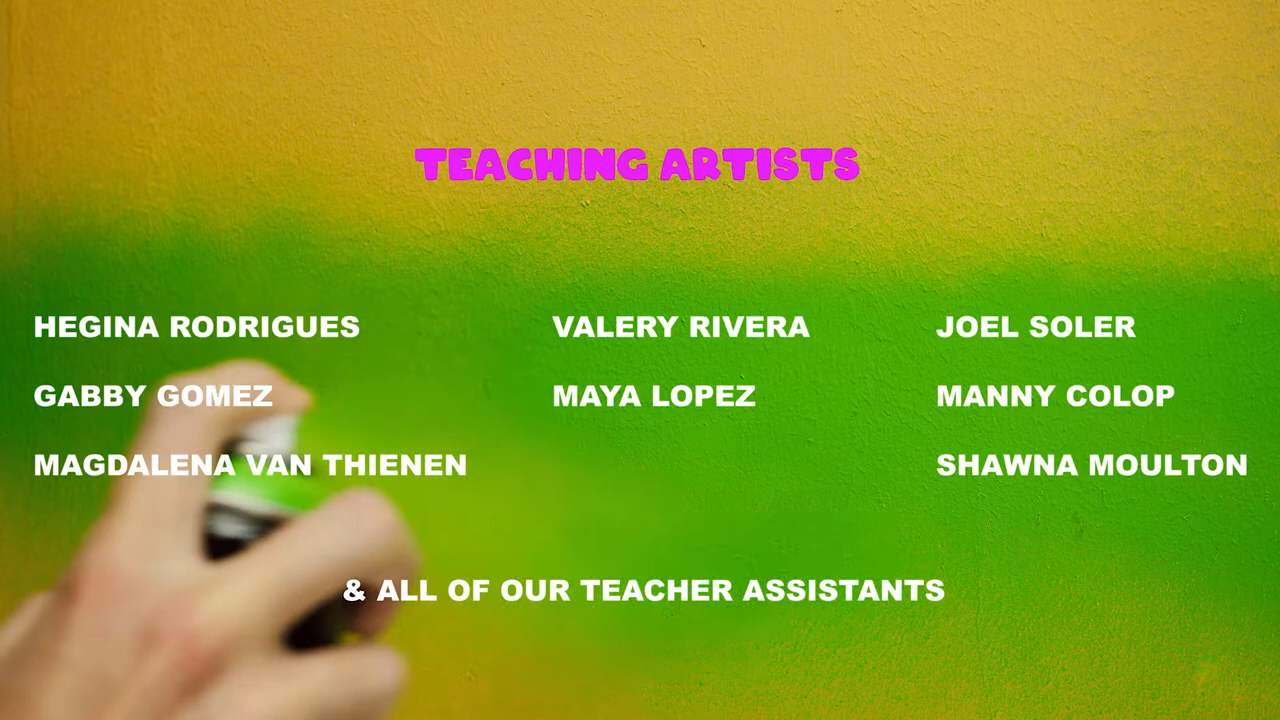 TEACHING ARTISTS
HEGINA RODRIGUES
VALERY RIVERA
JOEL SOLER
GABBY GOMEZ
MAYA LOPEZ
MANNY COLOP
MAGDALENA VAN THIENEN
SHAWNA MOULTON
& ALL OF OUR TEACHER ASSISTANTS